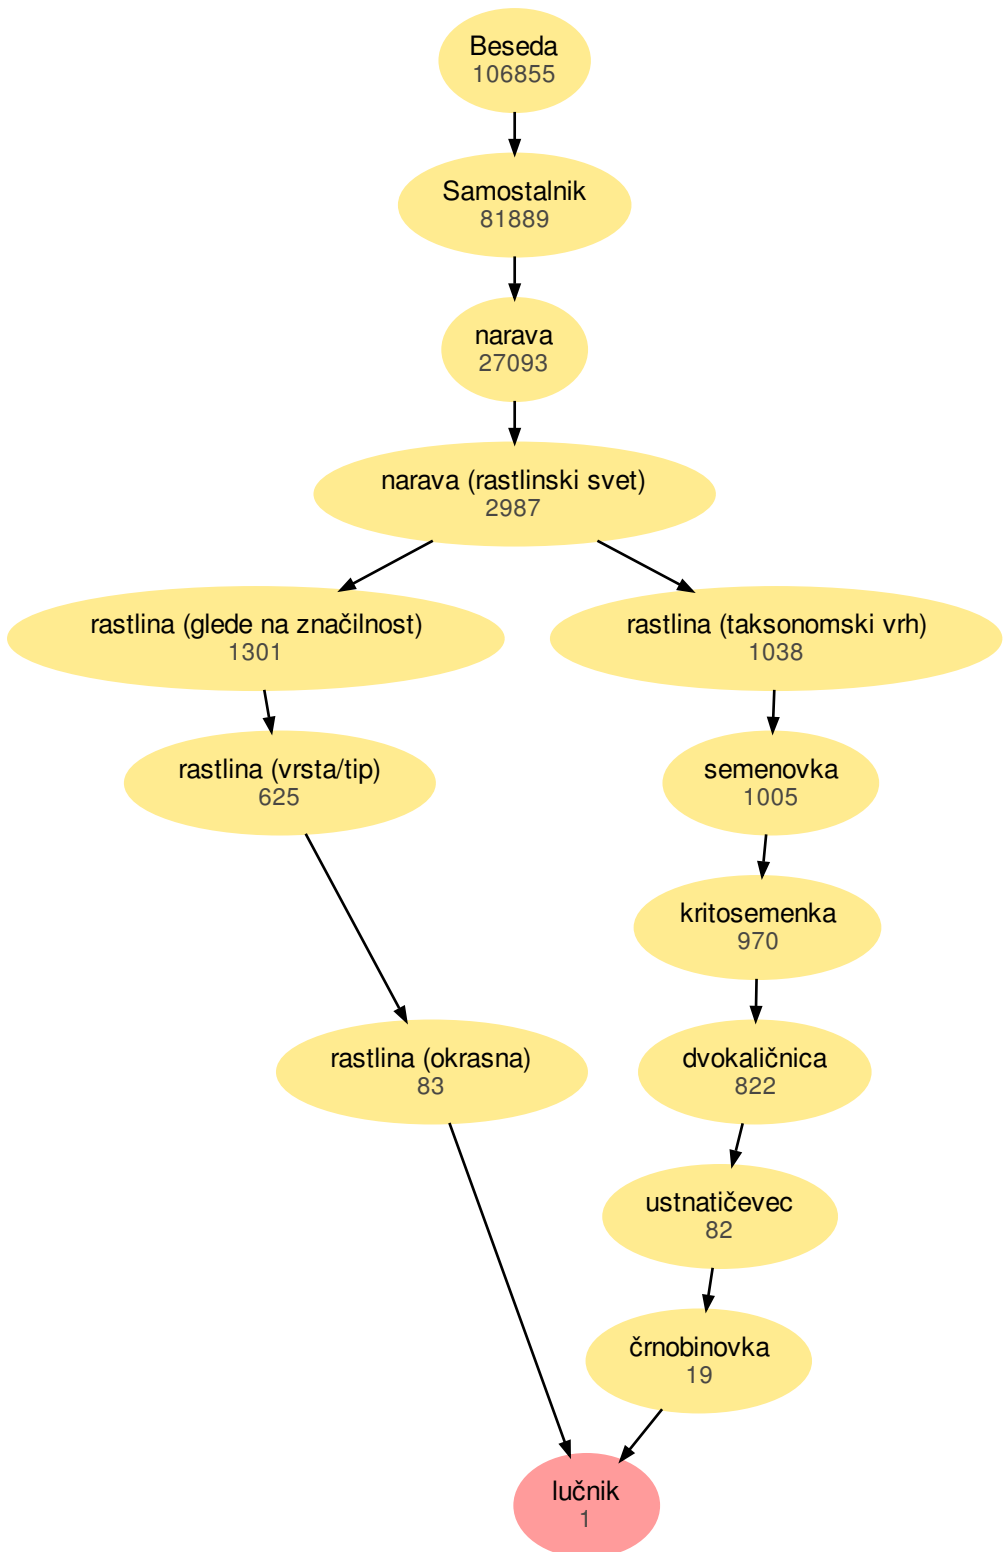 Beseda
106855
Samostalnik
81889
narava
27093
narava (rastlinski svet)
2987
rastlina (glede na značilnost)
1301
rastlina (taksonomski vrh)
1038
rastlina (vrsta/tip)
625
semenovka
1005
kritosemenka
970
rastlina (okrasna)
83
dvokaličnica
822
ustnatičevec
82
črnobinovka
19
lučnik
1